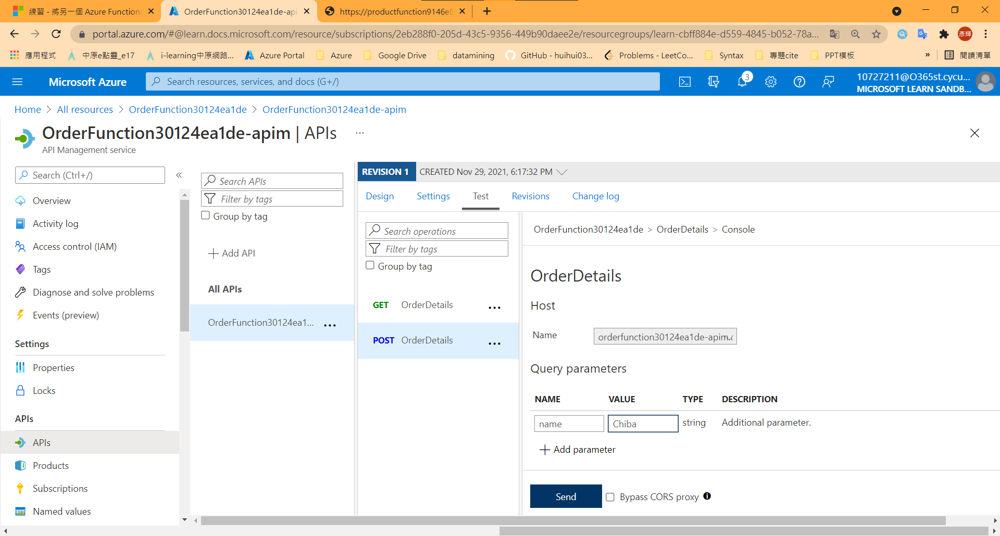 練習 - 將另一個 Azure Functions
OrderFunction30124ea1de-api
https://productfunction9146e8
portal.azure.com/#@learn.docs.microsoft.com/resource/subscriptions/2eb288f0-205d-43c5-9356-449b90daee2e/resourcegroups/learn-cbff884e-d559-4845-b052-78a...
彥輝
應用程式
中原e點靈_e17
i-learning中原網路...
Azure Portal
Azure
Google Drive
datamining
GitHub - huihui03...
Problems - LeetCo...
Syntax
專題cite
PPT模板
»
閱讀清單
Microsoft Azure
Search resources, services, and docs (G+/)
3
10727211@O365st.cycu...
MICROSOFT LEARN SANDB...
Home > All resources > OrderFunction30124ea1de > OrderFunction30124ea1de-apim
OrderFunction30124ea1de-apim | APIs ...
API Management service
Search (Ctrl+/)
«
Overview
Activity log
Access control (IAM)
Tags
Diagnose and solve problems
Events (preview)
Settings
Properties
Locks
APIs
APIs
Products
Subscriptions
Named values
Search APIs
Filter by tags
Group by tag
+ Add API
All APIs
OrderFunction30124ea1... ...
REVISION 1
CREATED Nov 29, 2021, 6:17:32 PM
Design
Settings
Test
Revisions
Change log
Search operations
Filter by tags
Group by tag
GET OrderDetails ...
POST OrderDetails ...
OrderFunction30124ea1de > OrderDetails > Console
OrderDetails
Host
Name
orderfunction30124ea1de-apim.
Query parameters
NAME VALUE TYPE DESCRIPTION
name Chiba string Additional parameter.
+ Add parameter
Send
Bypass CORS proxy